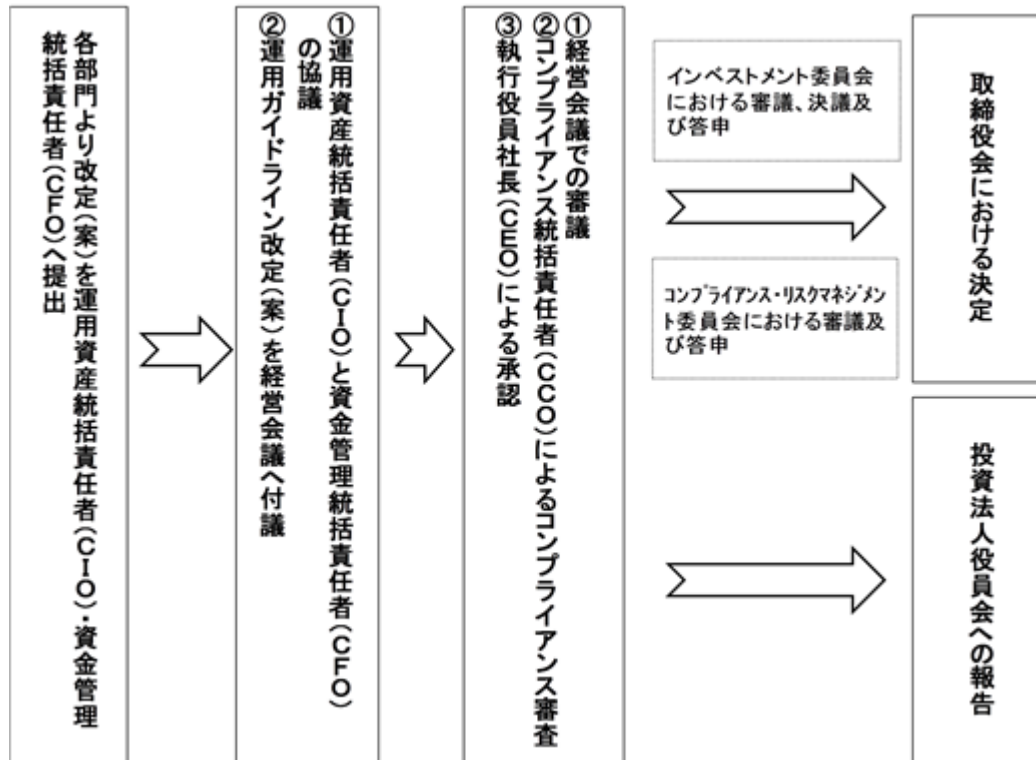 各部門より改定(案)を運用資産統括責任者(CIO)・資金管理
統括責任者(CFO)へ提出
①運用資産統括責任者(CIO)と資金管理統括責任者(CFO)
の協議
②運用ガイドライン改定(案)を経営会議へ付議
①経営会議での審議
②コンプライアンス統括責任者(CCO)によるコンプライアンス審査
③執行役員社長(CEO)による承認
インベストメント委員会
における審議、決議及
び答申
コンプライアンス・リスクマネジメン
ト委員会における審議及
び答申
取締役会における決定
投資法人役員会への報告